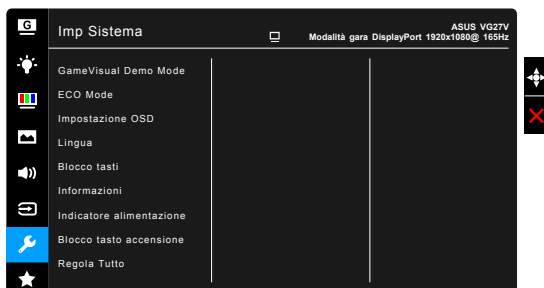 G
Imp Sistema
ASUS VG27V
Modalità gara DisplayPort 1920x1080@ 165Hz
GameVisual Demo Mode
ECO Mode
Impostazione OSD
Lingua
Blocco tasti
Informazioni
Indicatore alimentazione
Blocco tasto accensione
Regola Tutto